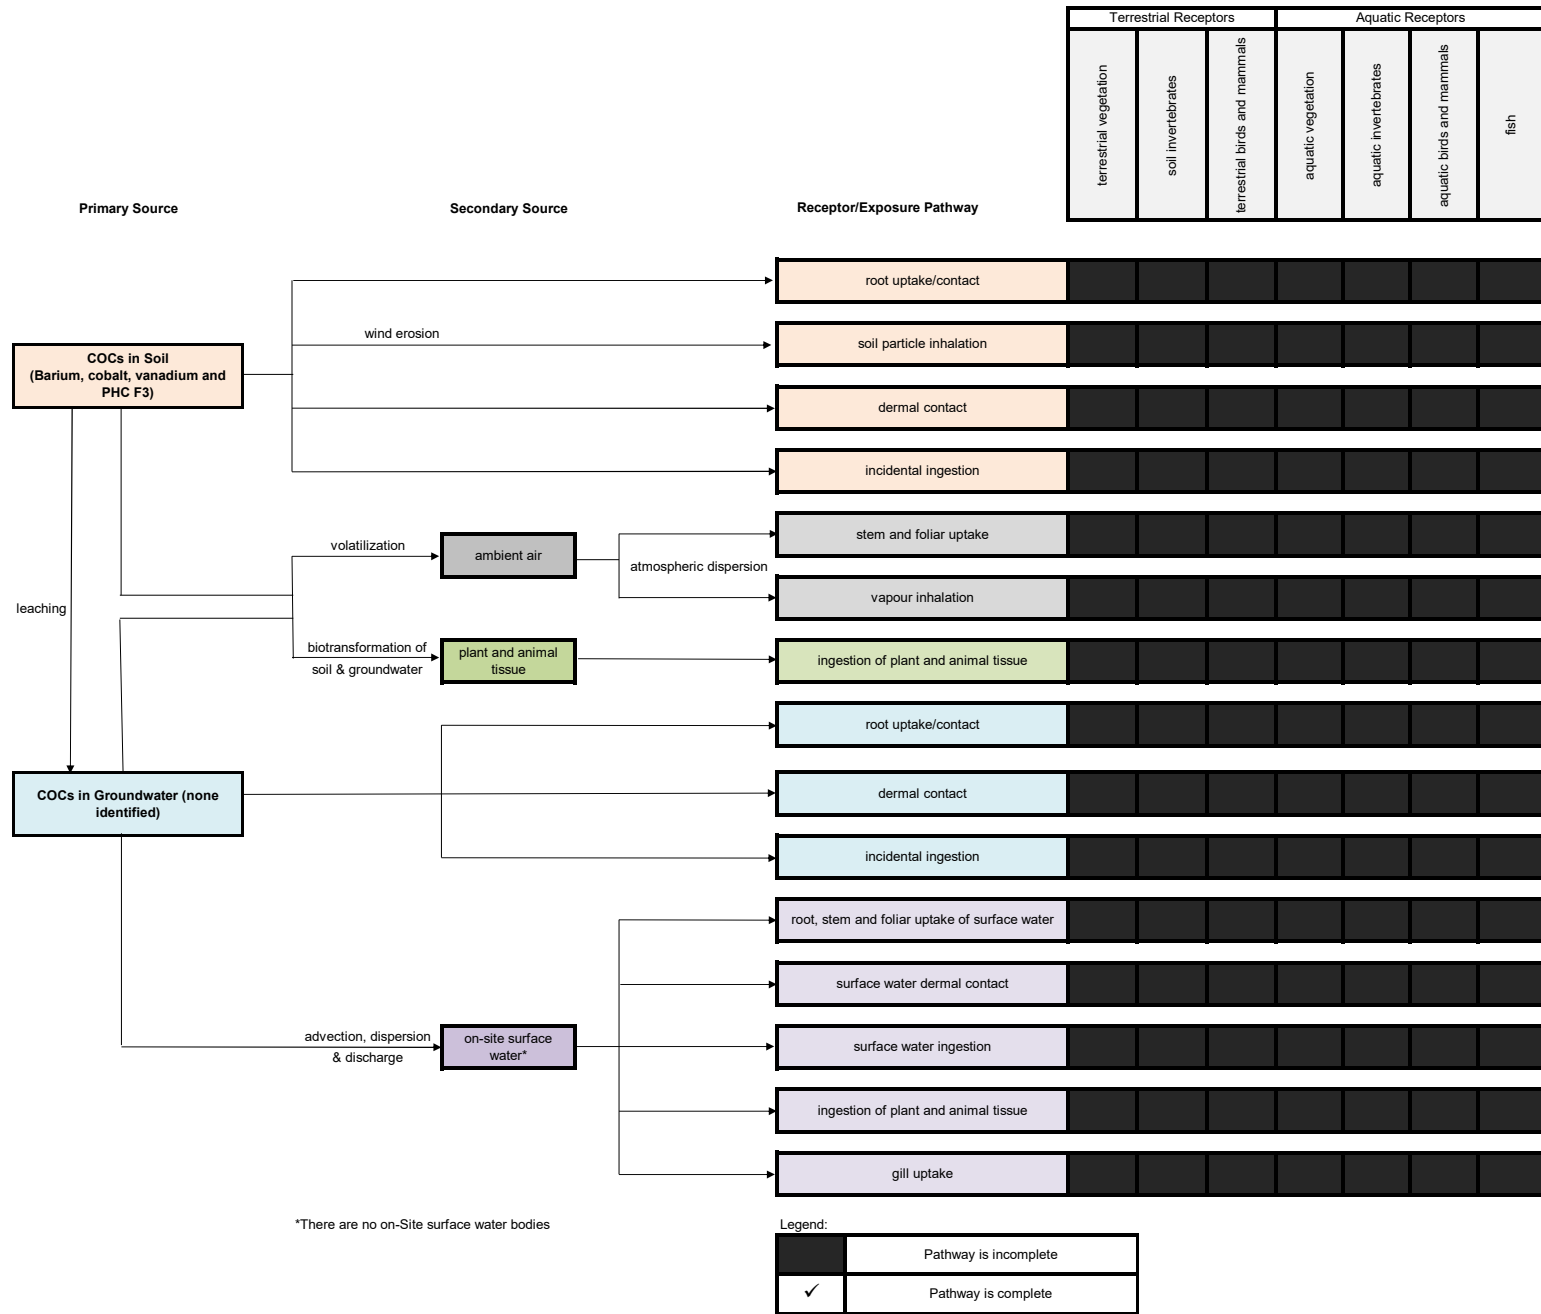 Terrestrial Receptors
Aquatic Receptors
terrestrial vegetation
soil invertebrates
terrestrial birds and mammals
aquatic vegetation
aquatic invertebrates
aquatic birds and mammals
fish
Primary Source
Secondary Source
Receptor/Exposure Pathway
root uptake/contact
wind erosion
soil particle inhalation
COCs in Soil
(Barium, cobalt, vanadium and
PHC F3)
dermal contact
incidental ingestion
stem and foliar uptake
volatilization
ambient air
atmospheric dispersion
vapour inhalation
leaching
biotransformation of
soil & groundwater
plant and animal
tissue
ingestion of plant and animal tissue
root uptake/contact
COCs in Groundwater (none
identified)
dermal contact
incidental ingestion
root, stem and foliar uptake of surface water
surface water dermal contact
advection, dispersion
& discharge
on-site surface
water*
surface water ingestion
ingestion of plant and animal tissue
gill uptake
*There are no on-Site surface water bodies
Legend:
Pathway is incomplete
✓ Pathway is complete